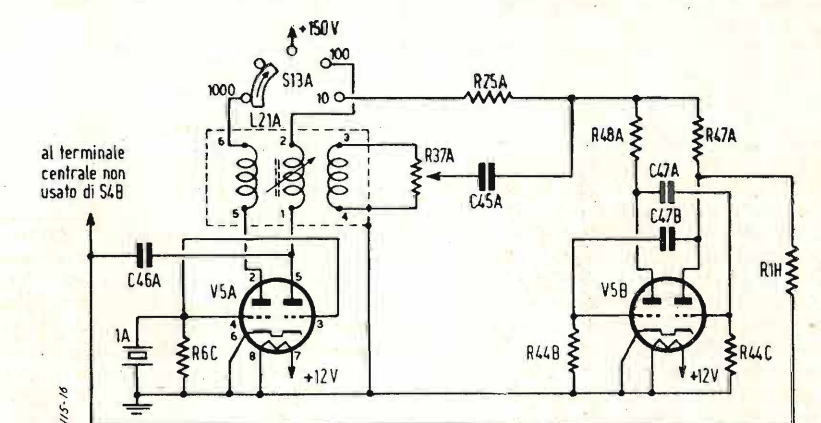 +150V
100
S13A
1000
10
R25A
L21A
6
2
3
R48A
R47A
al terminale
centrale non
usato di S4B
R37A
C47A
C45A
5
1
4
C47B
C46A
R1H
2
5
V5A
V5B
1A
4
3
6
R6C
8
7
R44B
R44C
+12V
+12V
115-16